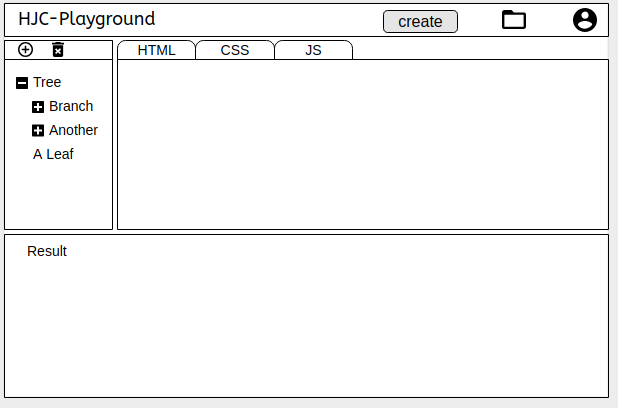 HJC-Playground
create
HTML CSS JS
Tree
Branch
Another
A Leaf
Result